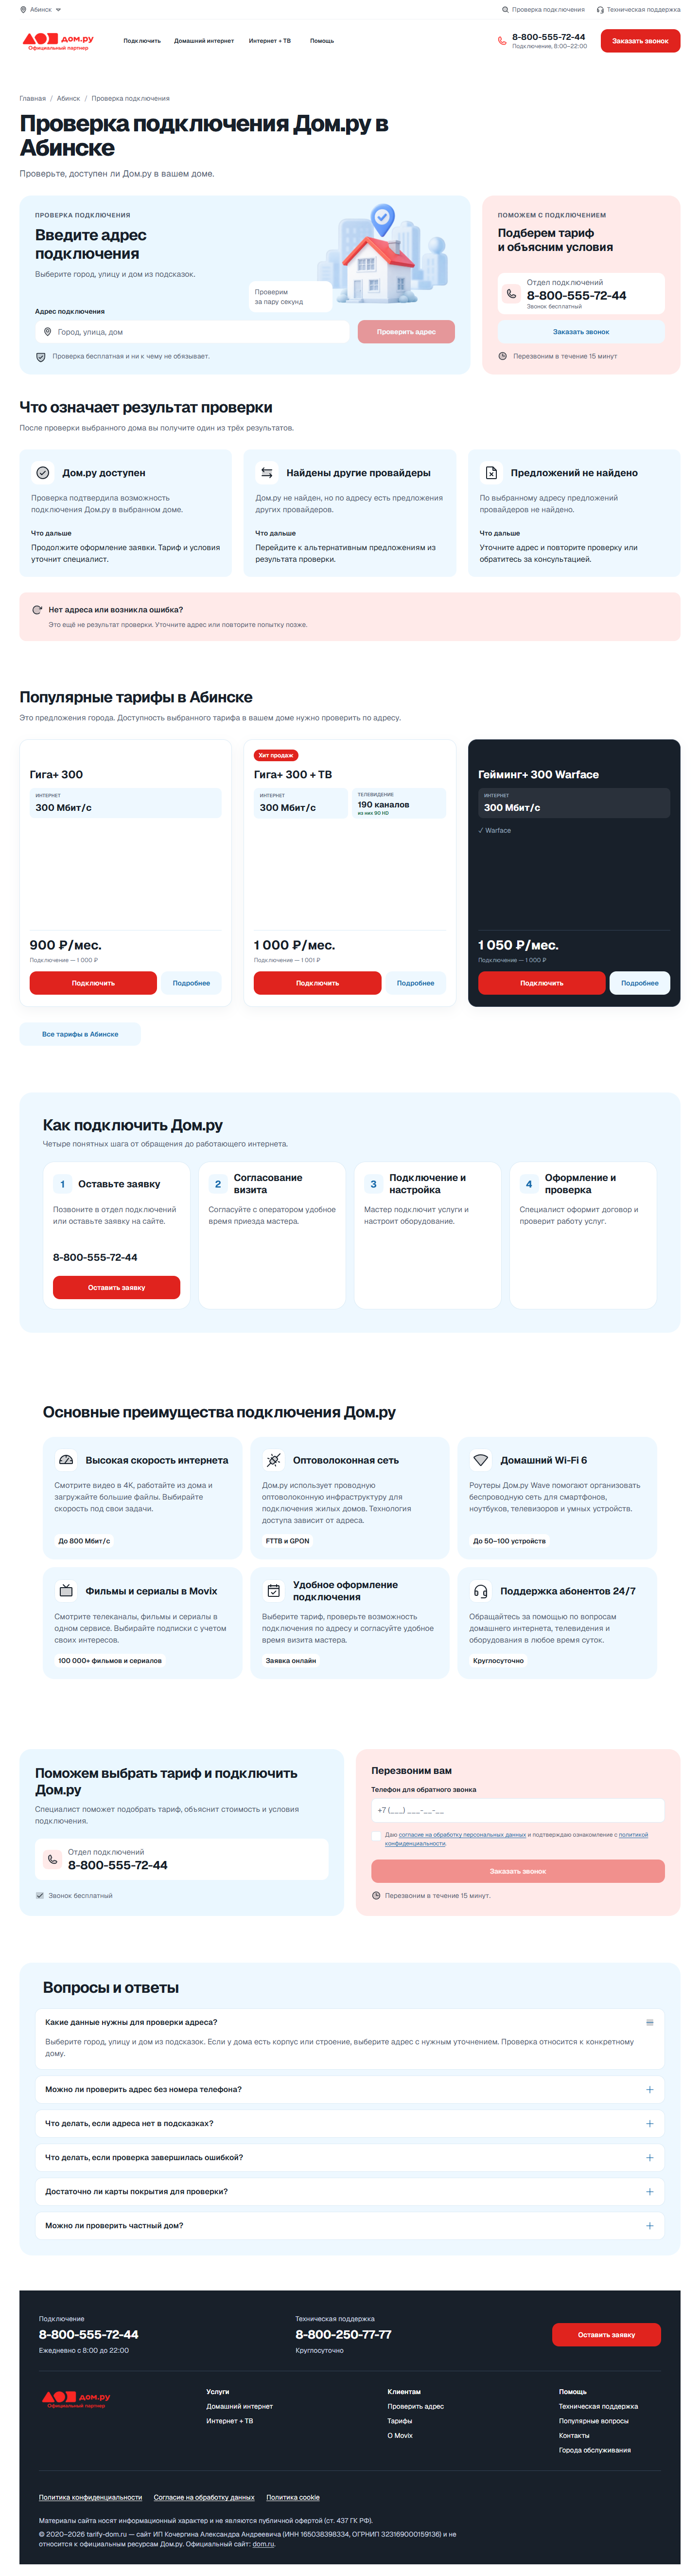 Абинск
Проверка подключения
Техническая поддержка
дом.ру
Официальный партнер
Подключить
Домашний интернет
Интернет + ТВ
Помощь
8-800-555-72-44
Подключение, 8:00–22:00
Заказать звонок
Главная / Абинск / Проверка подключения
Проверка подключения Дом.ру в
Абинске
Проверьте, доступен ли Дом.ру в вашем доме.
ПРОВЕРКА ПОДКЛЮЧЕНИЯ
Введите адрес
подключения
Выберите город, улицу и дом из подсказок.
Проверим
за пару секунд
Адрес подключения
Город, улица, дом
Проверить адрес
Проверка бесплатная и ни к чему не обязывает.
ПОМОЖЕМ С ПОДКЛЮЧЕНИЕМ
Подберем тариф
и объясним условия
Отдел подключений
8-800-555-72-44
Звонок бесплатный
Заказать звонок
Перезвоним в течение 15 минут
Что означает результат проверки
После проверки выбранного дома вы получите один из трёх результатов.
Дом.ру доступен
Проверка подтвердила возможность
подключения Дом.ру в выбранном доме.
Что дальше
Продолжите оформление заявки. Тариф и условия
уточнит специалист.
Найдены другие провайдеры
Дом.ру не найден, но по адресу есть предложения
других провайдеров.
Что дальше
Перейдите к альтернативным предложениям из
результата проверки.
Предложений не найдено
По выбранному адресу предложений
провайдеров не найдено.
Что дальше
Уточните адрес и повторите проверку или
обратитесь за консультацией.
Нет адреса или возникла ошибка?
Это ещё не результат проверки. Уточните адрес или повторите попытку позже.
Популярные тарифы в Абинске
Это предложения города. Доступность выбранного тарифа в вашем доме нужно проверить по адресу.
Гига+ 300
ИНТЕРНЕТ
300 Мбит/с
900 ₽/мес.
Подключение — 1 000 ₽
Подключить
Подробнее
Хит продаж
Гига+ 300 + ТВ
ИНТЕРНЕТ
300 Мбит/с
ТЕЛЕВИДЕНИЕ
190 каналов
из них 90 HD
1 000 ₽/мес.
Подключение — 1 001 ₽
Подключить
Подробнее
Гейминг+ 300 Warface
ИНТЕРНЕТ
300 Мбит/с
✓ Warface
1 050 ₽/мес.
Подключение — 1 000 ₽
Подключить
Подробнее
Все тарифы в Абинске
Как подключить Дом.ру
Четыре понятных шага от обращения до работающего интернета.
1
Оставьте заявку
Позвоните в отдел подключений
или оставьте заявку на сайте.
8-800-555-72-44
Оставить заявку
2
Согласование
визита
Согласуйте с оператором удобное
время приезда мастера.
3
Подключение и
настройка
Мастер подключит услуги и
настроит оборудование.
4
Оформление и
проверка
Специалист оформит договор и
проверит работу услуг.
Основные преимущества подключения Дом.ру
Высокая скорость интернета
Смотрите видео в 4K, работайте из дома и
загружайте большие файлы. Выбирайте
скорость под свои задачи.
До 800 Мбит/с
Оптоволоконная сеть
Дом.ру использует проводную
оптоволоконную инфраструктуру для
подключения жилых домов. Технология
доступа зависит от адреса.
FTTB и GPON
Домашний Wi-Fi 6
Роутеры Дом.ру Wave помогают организовать
беспроводную сеть для смартфонов,
ноутбуков, телевизоров и умных устройств.
До 50–100 устройств
Фильмы и сериалы в Movix
Смотрите телеканалы, фильмы и сериалы в
одном сервисе. Выбирайте подписки с учетом
своих интересов.
100 000+ фильмов и сериалов
Удобное оформление
подключения
Выберите тариф, проверьте возможность
подключения по адресу и согласуйте удобное
время визита мастера.
Заявка онлайн
Поддержка абонентов 24/7
Обращайтесь за помощью по вопросам
домашнего интернета, телевидения и
оборудования в любое время суток.
Круглосуточно
Поможем выбрать тариф и подключить
Дом.ру
Специалист поможет подобрать тариф, объяснит стоимость и условия
подключения.
Отдел подключений
8-800-555-72-44
Звонок бесплатный
Перезвоним вам
Телефон для обратного звонка
+7 (___) ___-__-__
Даю согласие на обработку персональных данных и подтверждаю ознакомление с политикой
конфиденциальности.
Заказать звонок
Перезвоним в течение 15 минут.
Вопросы и ответы
Какие данные нужны для проверки адреса?
Выберите город, улицу и дом из подсказок. Если у дома есть корпус или строение, выберите адрес с нужным уточнением. Проверка относится к конкретному
дому.
Можно ли проверить адрес без номера телефона?
Что делать, если адреса нет в подсказках?
Что делать, если проверка завершилась ошибкой?
Достаточно ли карты покрытия для проверки?
Можно ли проверить частный дом?
Подключение
8-800-555-72-44
Ежедневно с 8:00 до 22:00
Техническая поддержка
8-800-250-77-77
Круглосуточно
Оставить заявку
дом.ру
Официальный партнер
Услуги
Домашний интернет
Интернет + ТВ
Клиентам
Проверить адрес
Тарифы
О Movix
Помощь
Техническая поддержка
Популярные вопросы
Контакты
Города обслуживания
Политика конфиденциальности
Согласие на обработку данных
Политика cookie
Материалы сайта носят информационный характер и не являются публичной офертой (ст. 437 ГК РФ).
© 2020–2026 tarify-dom.ru — сайт ИП Кочергина Александра Андреевича (ИНН 165038398334, ОГРНИП 323169000159136) и не
относится к официальным ресурсам Дом.ру. Официальный сайт: dom.ru.